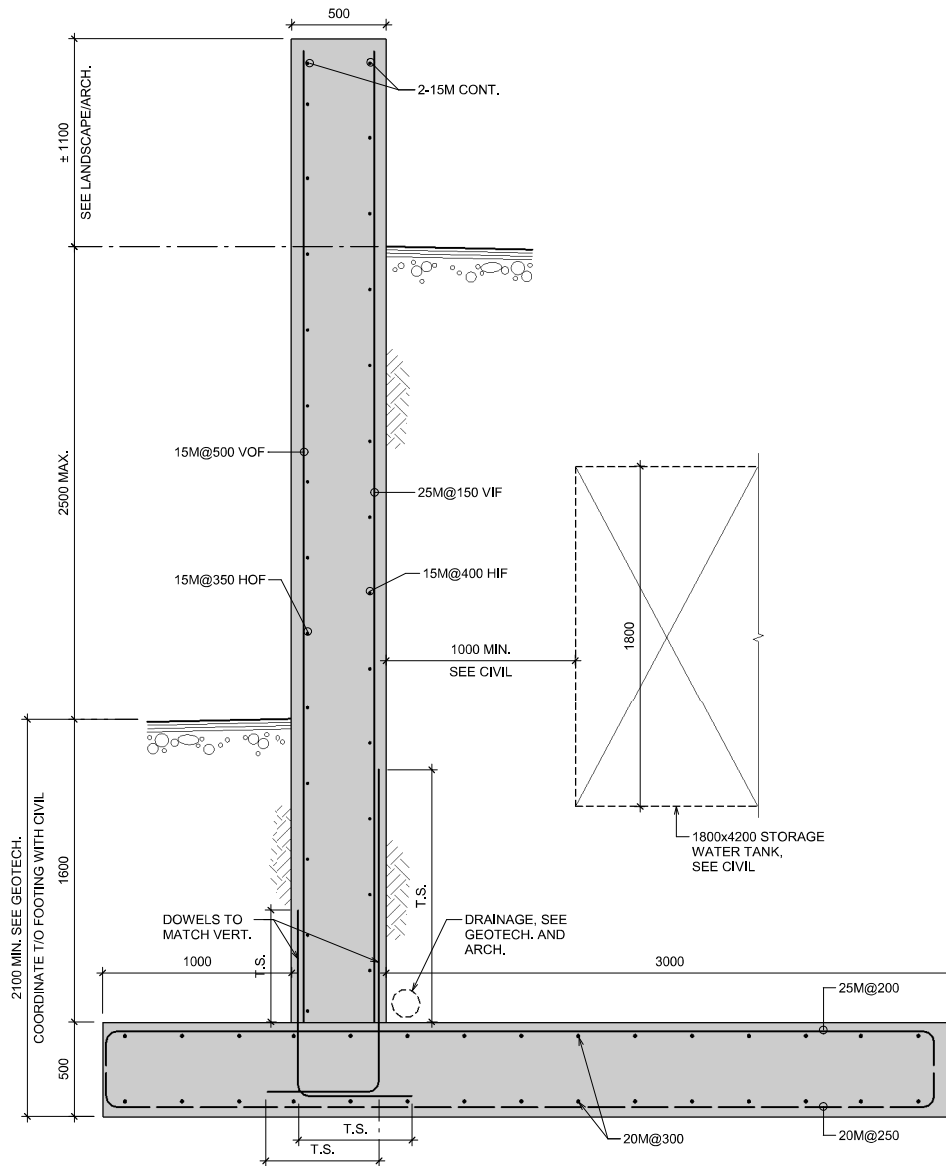 500
2-15M CONT.
± 1100
SEE LANDSCAPE/ARCH.
2500 MAX.
15M@500 VOF
25M@150 VIF
15M@350 HOF
15M@400 HIF
1000 MIN.
SEE CIVIL
1800
1800x4200 STORAGE
WATER TANK,
SEE CIVIL
2100 MIN. SEE GEOTECH.
COORDINATE T/O FOOTING WITH CIVIL
1600
DOWELS TO
MATCH VERT.
T.S.
T.S.
DRAINAGE, SEE
GEOTECH. AND
ARCH.
1000
3000
25M@200
500
T.S.
T.S.
20M@300
20M@250